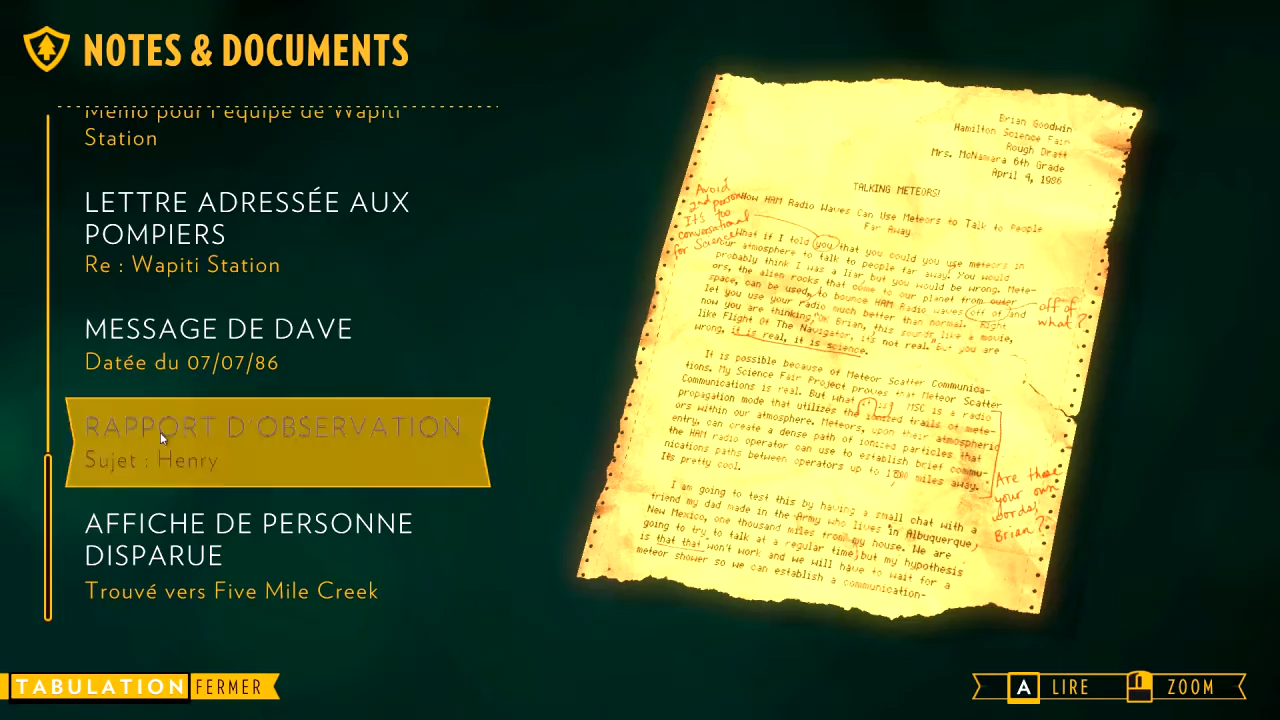 NOTES & DOCUMENTS
Mémo pour l'équipe de Wapiti
Station
LETTRE ADRESSÉE AUX
POMPIERS
Re : Wapiti Station
MESSAGE DE DAVE
Datée du 07/07/86
RAPPORT D'OBSERVATION
Sujet : Henry
AFFICHE DE PERSONNE
DISPARUE
Trouvé vers Five Mile Creek
TABULATION FERMER
Brian Goodwin
Hamilton Science Fair
Rough Draft
Mrs. McNamara 6th Grade
April 4, 1986
TALKING METEORS!
How HAM Radio Waves Can Use Meteors to Talk to People
Far Away
Avoid
2nd person
It's too
conversational
for Science
What if I told you that you could you use meteors in
our atmosphere to talk to people far away! You would
probably think I was a liar but you would be wrong. Mete-
ors, the alien rocks that come to our planet from outer
space, can be used, to bounce HAM Radio waves off of and
let you use your radio much better than normal. Right
now you are thinking "OK Brian, this sounds like a movie,
like Flight Of The Navigator, it's not real." But you are
wrong, it is real, it is science.
off of
what?
It is possible because of Meteor Scatter Communica-
tions. My Science Fair Project proves that Meteor Scatter
Communications is real. But what is it? MSC is a radio
propagation mode that utilizes the ionized trails of mete-
ors within our atmosphere. Meteors, upon their atmospheric
entry, can create a dense path of ionized particles that
the HAM radio operator can use to establish brief commu-
nications paths between operators up to miles away.
Its pretty cool.
Are these
your own
words,
Brian?
I am going to test this by having a small chat with a
friend my dad made in the Army who lives in Albuquerque,
New Mexico, one thousand miles from my house. We are
going to try to talk at a regular time, but my hypothesis
is that that won't work and we will have to wait for a
meteor shower so we can establish a communication-
A LIRE
ZOOM